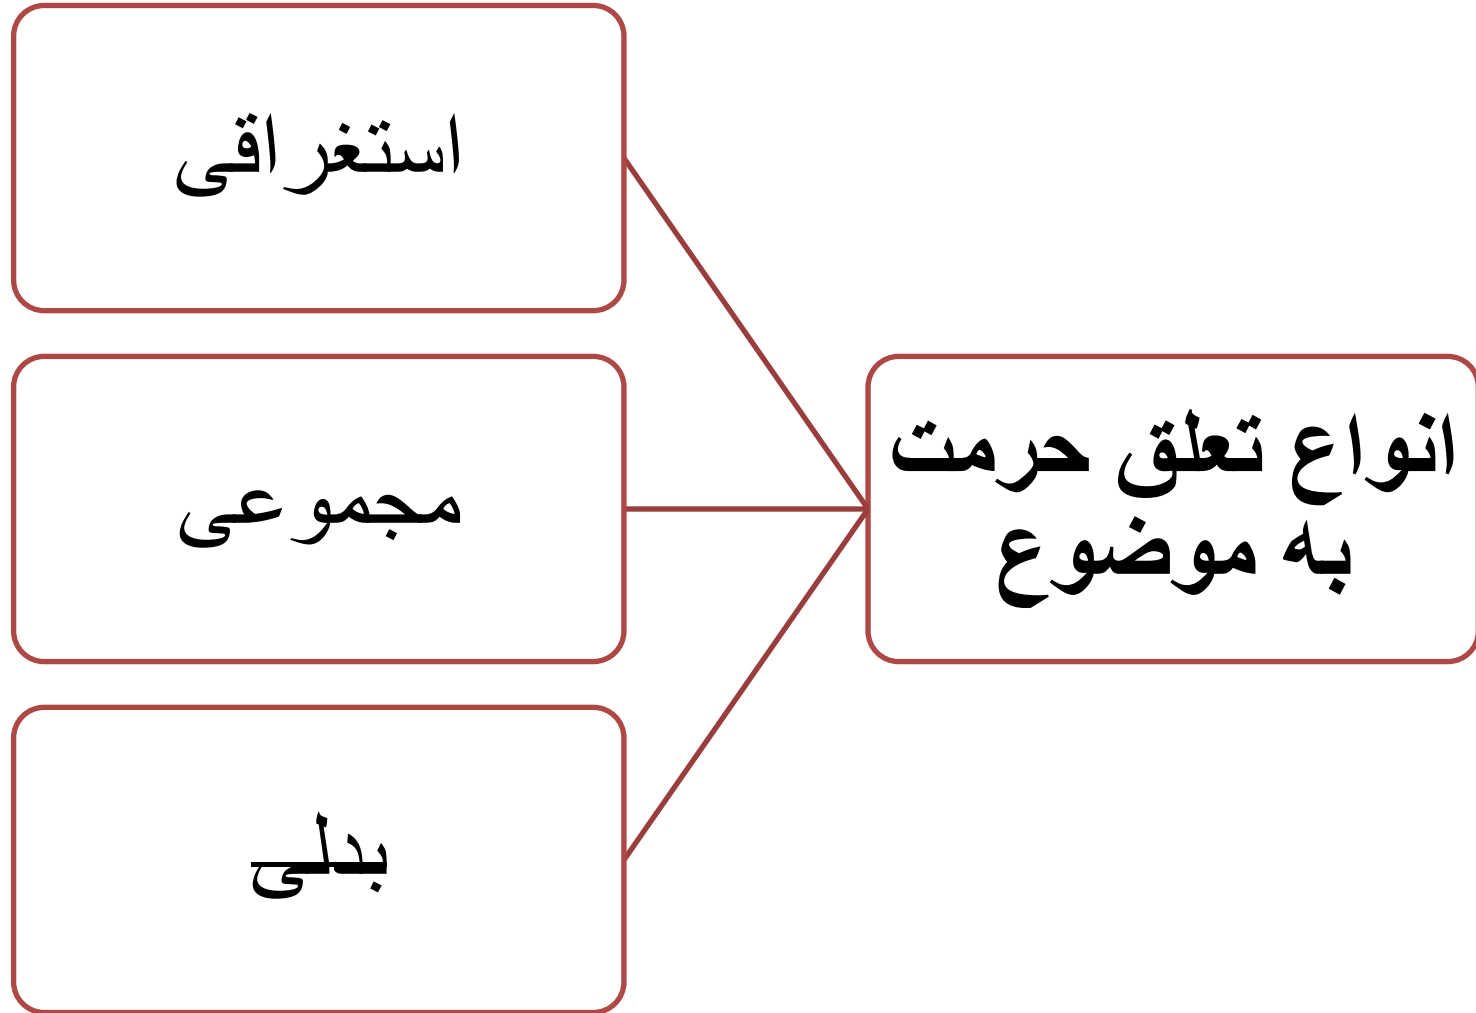 انواع تعلق حرمت
به موضوع
استغراقی
مجموعی
بدلی